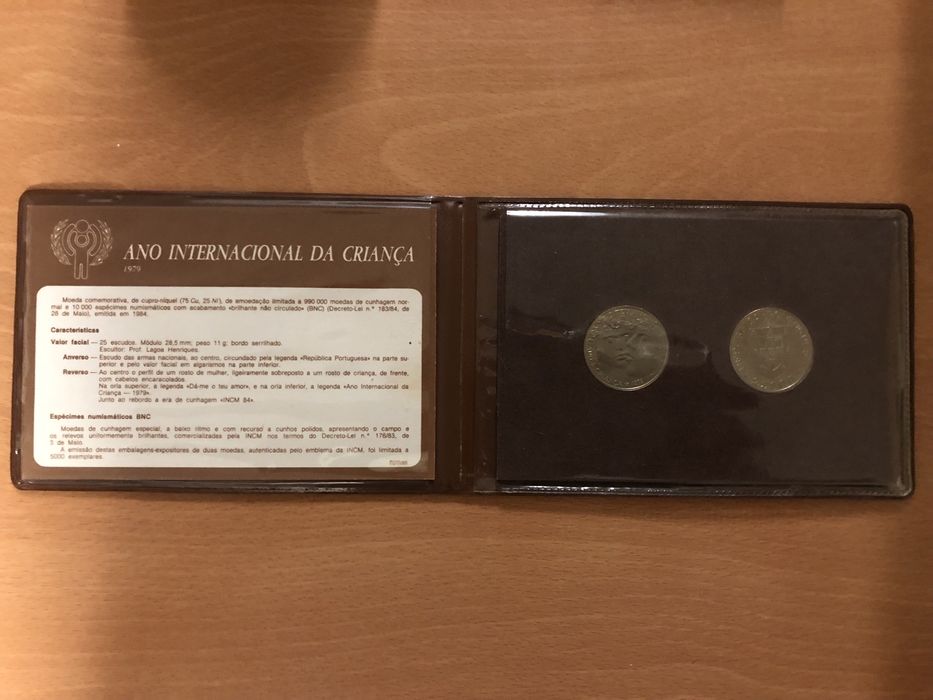 ANO INTERNACIONAL DA CRIANÇA
1979
Moeda comemorativa, de cupro-níquel (75 Cu, 25 Ni), de amoedação limitada a 990 000 moedas de cunhagem nor-
mal e 10 000 espécimes numismáticos com acabamento «brilhante não circulado» (BNC) (Decreto-Lei n.º 183/84, de
28 de Maio), emitida em 1984.
Características
Valor facial — 25 escudos. Módulo 28,5 mm; peso 11 g; bordo serrilhado.
Escultor: Prof. Lagoa Henriques.
Anverso — Escudo das armas nacionais, ao centro, circundado pela legenda «República Portuguesa» na parte su-
perior e pelo valor facial em algarismos na parte inferior.
Reverso — Ao centro o perfil de um rosto de mulher, ligeiramente sobreposto a um rosto de criança, de frente,
com cabelos encaracolados.
Na orla superior, a legenda «Dá-me o teu amor», e na orla inferior, a legenda «Ano Internacional da
Criança — 1979».
Junto ao rebordo a era de cunhagem «INCM 84».
Espécimes numismáticos BNC
Moedas de cunhagem especial, a baixo ritmo e com recurso a cunhos polidos, apresentando o campo e
os relevos uniformemente brilhantes, comercializadas pela INCM nos termos do Decreto-Lei n.º 176/83, de
3 de Maio.
A emissão destas embalagens-expositores de duas moedas, autenticadas pelo emblema da INCM, foi limitada a
5000 exemplares.